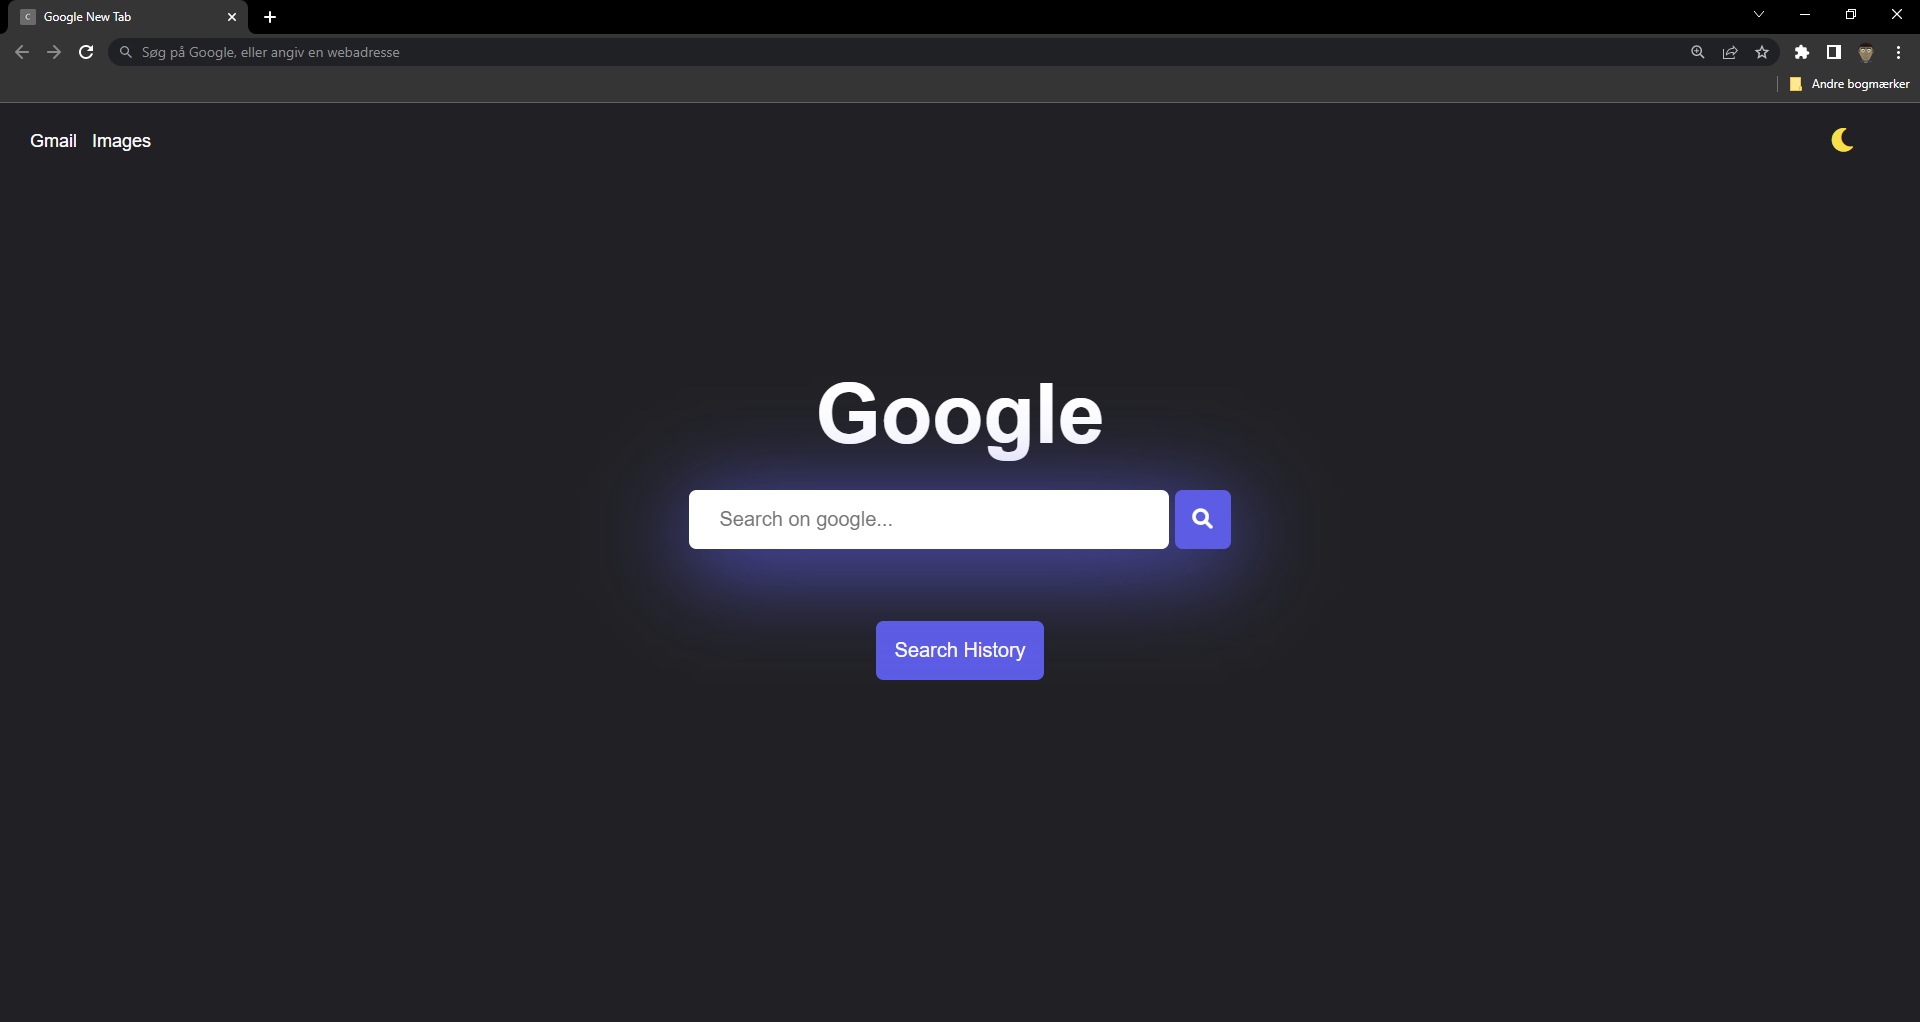 C Google New Tab
Søg på Google, eller angiv en webadresse
Andre bogmærker
Gmail Images
Google
Search on google...
Search History